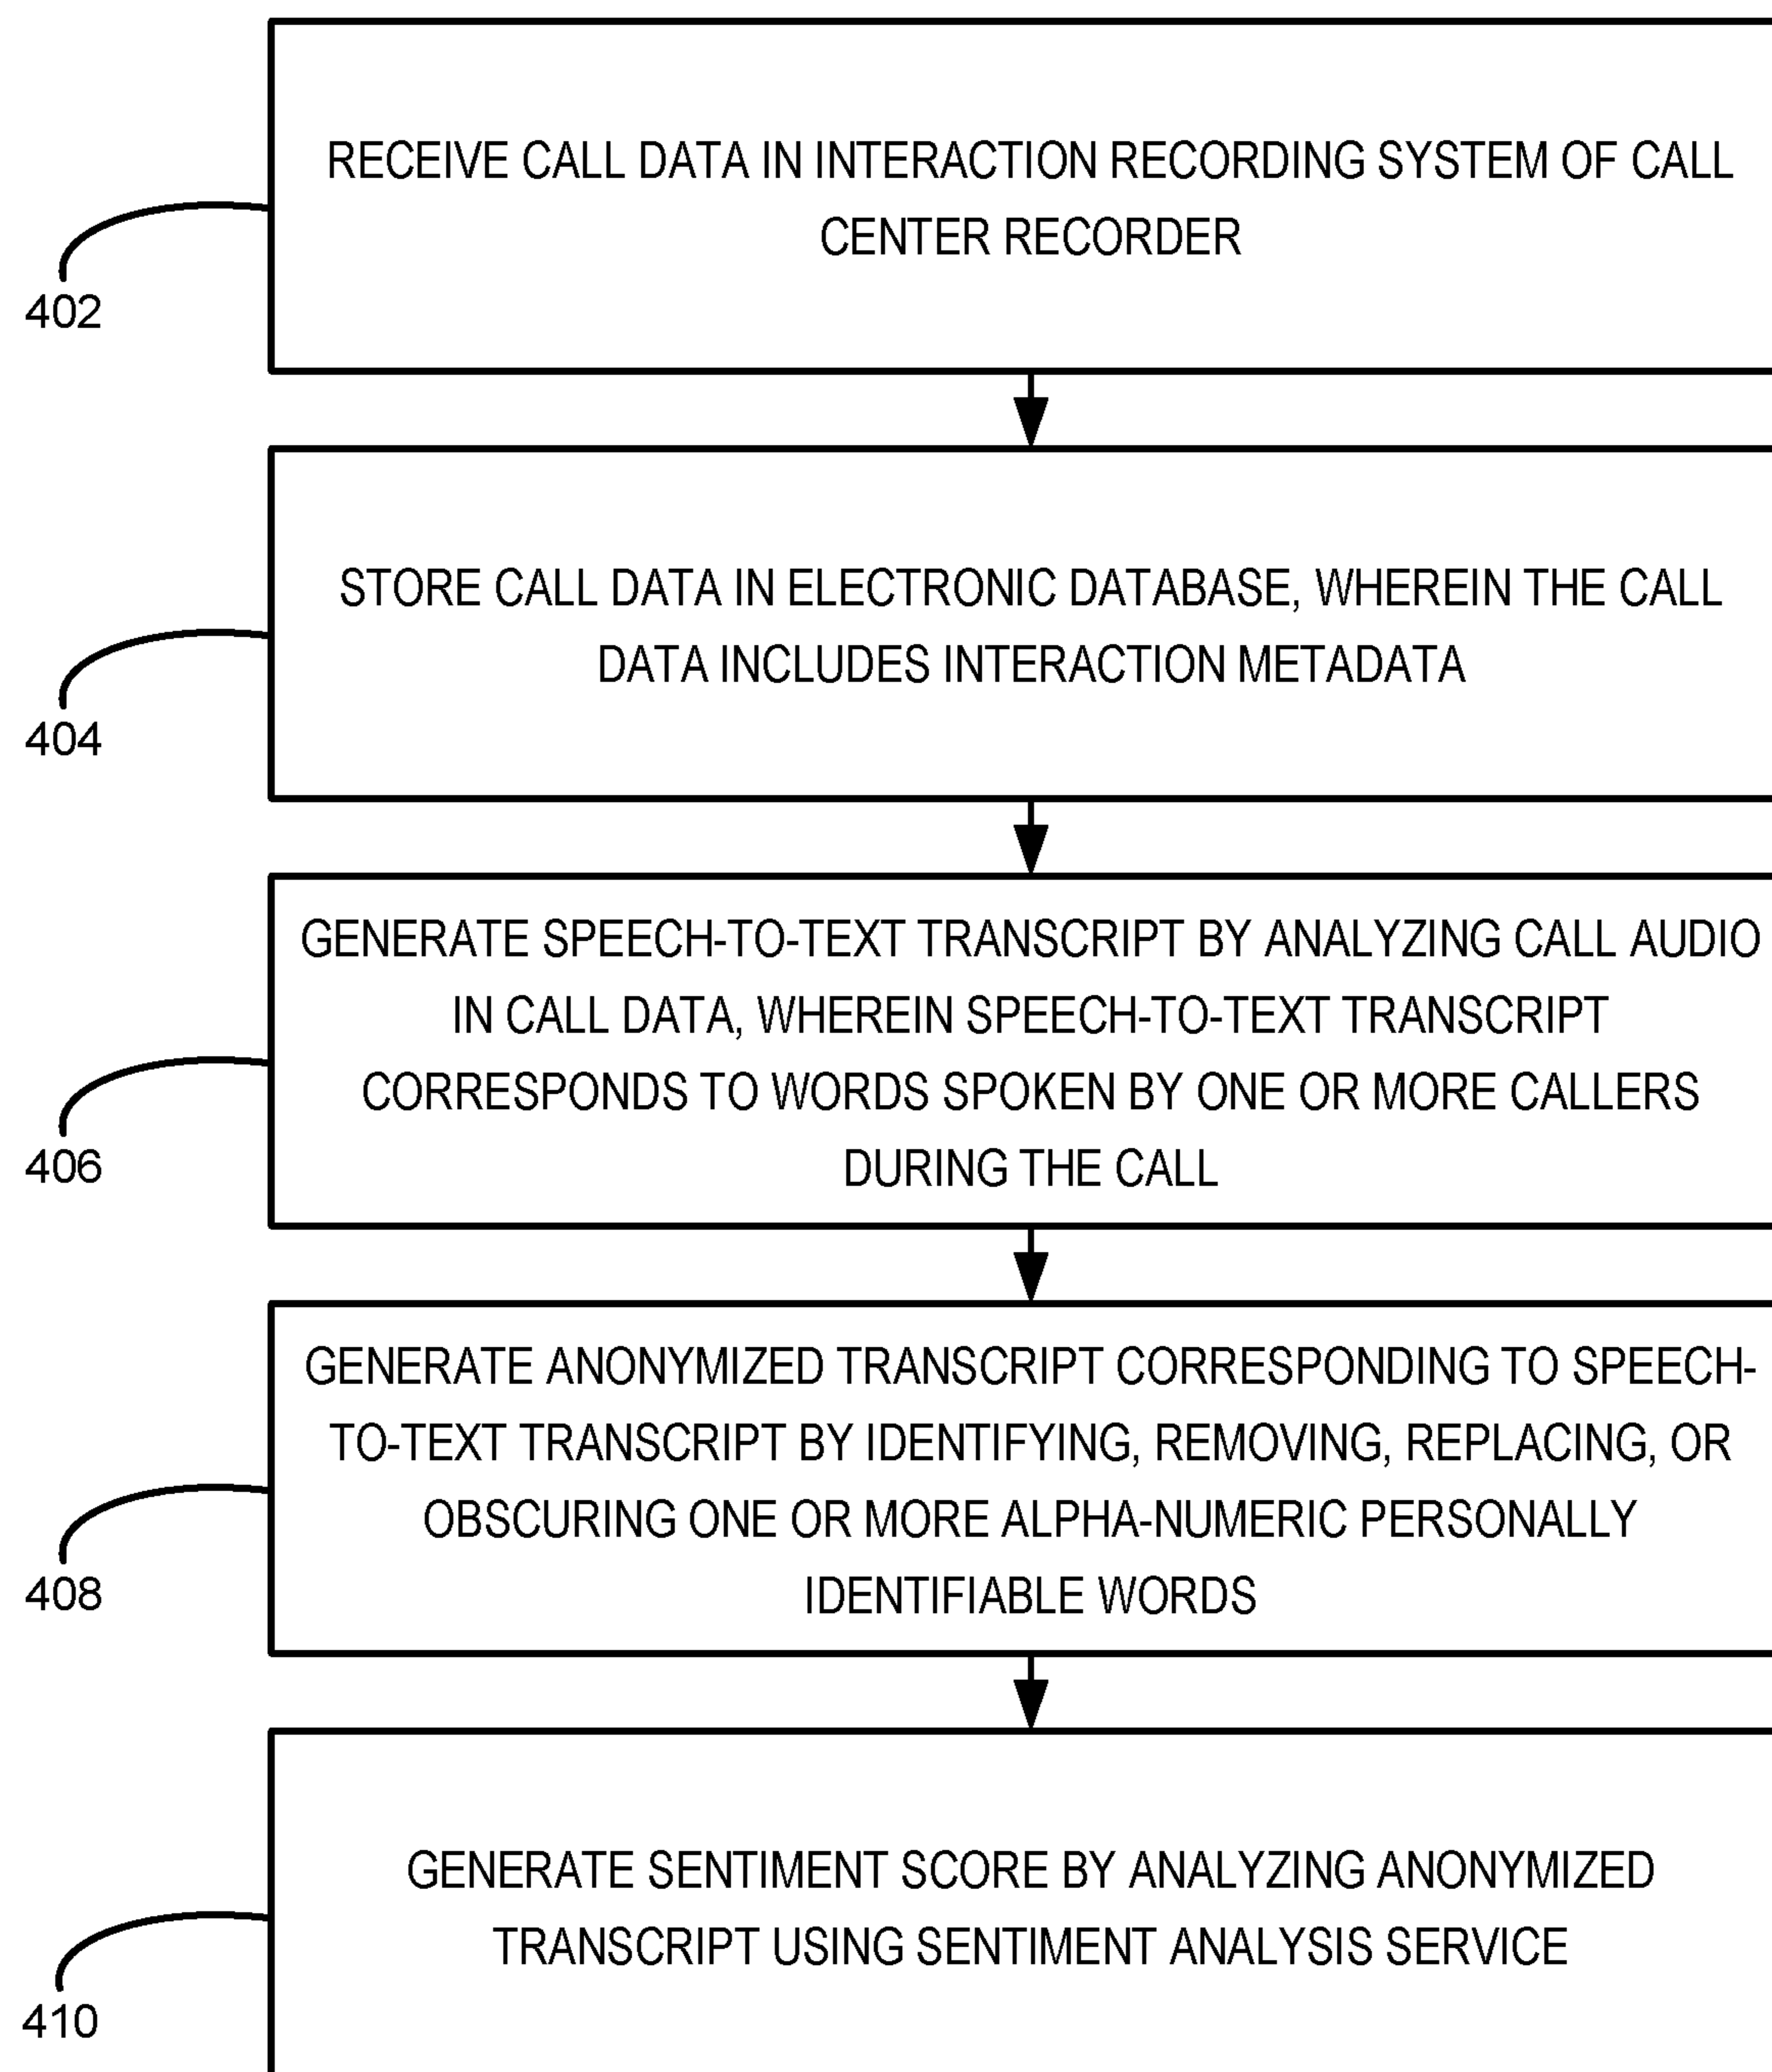 RECEIVE CALL DATA IN INTERACTION RECORDING SYSTEM OF CALL
CENTER RECORDER
402
STORE CALL DATA IN ELECTRONIC DATABASE, WHEREIN THE CALL
DATA INCLUDES INTERACTION METADATA
404
GENERATE SPEECH-TO-TEXT TRANSCRIPT BY ANALYZING CALL AUDIO
IN CALL DATA, WHEREIN SPEECH-TO-TEXT TRANSCRIPT
CORRESPONDS TO WORDS SPOKEN BY ONE OR MORE CALLERS
DURING THE CALL
406
GENERATE ANONYMIZED TRANSCRIPT CORRESPONDING TO SPEECH-
TO-TEXT TRANSCRIPT BY IDENTIFYING, REMOVING, REPLACING, OR
OBSCURING ONE OR MORE ALPHA-NUMERIC PERSONALLY
IDENTIFIABLE WORDS
408
GENERATE SENTIMENT SCORE BY ANALYZING ANONYMIZED
TRANSCRIPT USING SENTIMENT ANALYSIS SERVICE
410